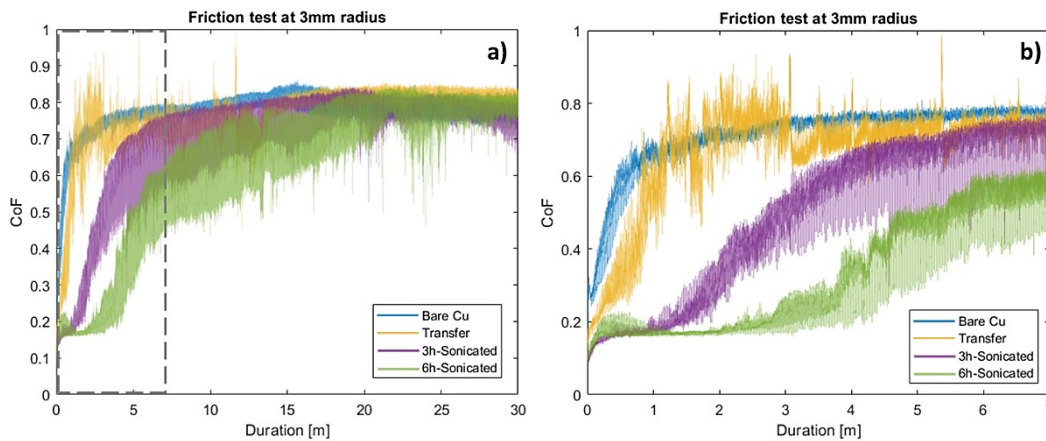 Friction test at 3mm radius
a)
1
0.9
0.8
0.7
0.6
0.5
0.4
0.3
0.2
0.1
0
CoF
0 5 10 15 20 25 30
Duration [m]
Bare Cu
Transfer
3h-Sonicated
6h-Sonicated
Friction test at 3mm radius
b)
1
0.8
0.6
0.4
0.2
0
CoF
0 1 2 3 4 5 6 7
Duration [m]
Bare Cu
Transfer
3h-Sonicated
6h-Sonicated